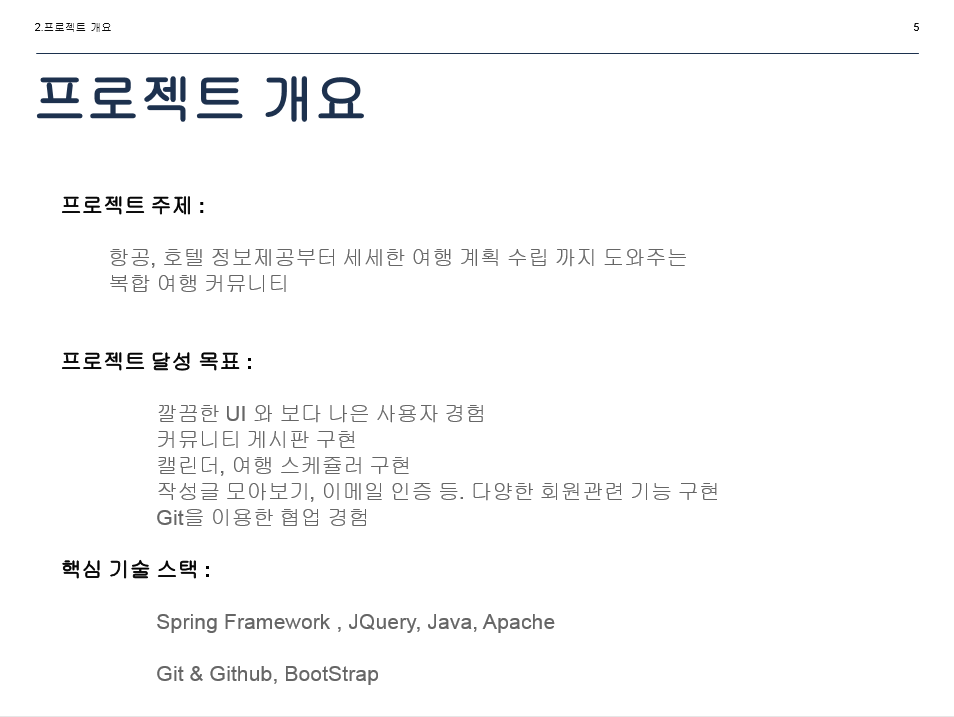 2.프로젝트 개요
5
프로젝트 개요
프로젝트 주제 :
항공, 호텔 정보제공부터 세세한 여행 계획 수립 까지 도와주는
복합 여행 커뮤니티
프로젝트 달성 목표 :
깔끔한 UI 와 보다 나은 사용자 경험
커뮤니티 게시판 구현
캘린더, 여행 스케쥴러 구현
작성글 모아보기, 이메일 인증 등. 다양한 회원관련 기능 구현
Git을 이용한 협업 경험
핵심 기술 스택 :
Spring Framework , JQuery, Java, Apache
Git & Github, BootStrap